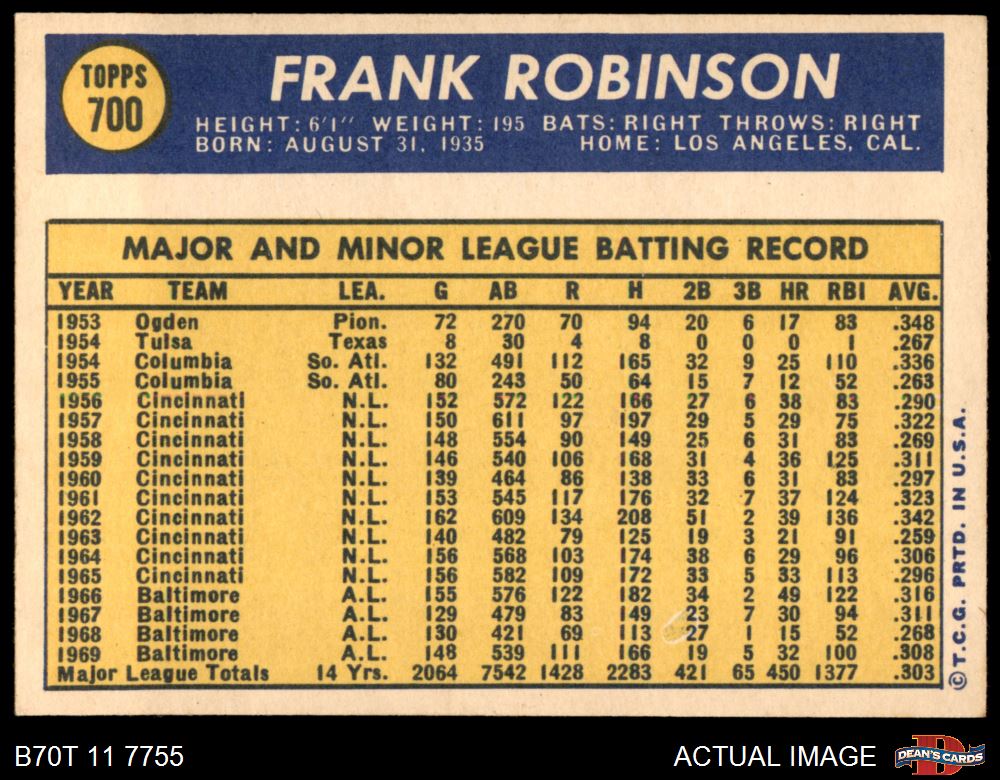 TOPPS
700
FRANK ROBINSON
HEIGHT: 6'1" WEIGHT: 195 BATS: RIGHT THROWS: RIGHT
BORN: AUGUST 31, 1935 HOME: LOS ANGELES, CAL.
MAJOR AND MINOR LEAGUE BATTING RECORD
YEAR TEAM LEA. G AB R H 2B 3B HR RBI AVG.
1953 Ogden Pion. 72 270 70 94 20 6 17 83 .348
1954 Tulsa Texas 8 30 4 8 0 0 0 1 .267
1954 Columbia So. Atl. 132 491 112 165 32 9 25 110 .336
1955 Columbia So. Atl. 80 243 50 64 15 7 12 52 .263
1956 Cincinnati N.L. 152 572 122 166 27 6 38 83 .290
1957 Cincinnati N.L. 150 611 97 197 29 5 29 75 .322
1958 Cincinnati N.L. 148 554 90 149 25 6 31 83 .269
1959 Cincinnati N.L. 146 540 106 168 31 4 36 125 .311
1960 Cincinnati N.L. 139 464 86 138 33 6 31 83 .297
1961 Cincinnati N.L. 153 545 117 176 32 7 37 124 .323
1962 Cincinnati N.L. 162 609 134 208 51 2 39 136 .342
1963 Cincinnati N.L. 140 482 79 125 19 3 21 91 .259
1964 Cincinnati N.L. 156 568 103 174 38 6 29 96 .306
1965 Cincinnati N.L. 156 582 109 172 33 5 33 113 .296
1966 Baltimore A.L. 155 576 122 182 34 2 49 122 .316
1967 Baltimore A.L. 129 479 83 149 23 7 30 94 .311
1968 Baltimore A.L. 130 421 69 113 27 1 15 52 .268
1969 Baltimore A.L. 148 539 111 166 19 5 32 100 .308
Major League Totals 14 Yrs. 2064 7542 1428 2283 421 65 450 1377 .303
© T.C.G. PRTD. IN U.S.A.
B70T 11 7755
ACTUAL IMAGE
DEAN'S CARDS